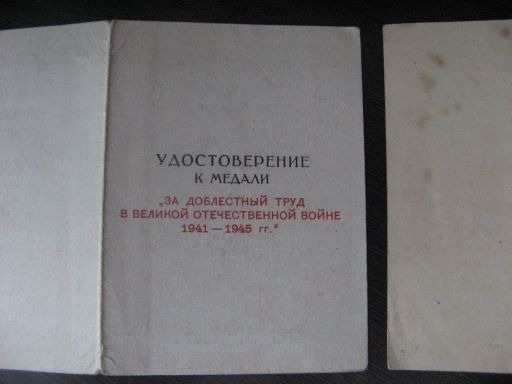 УДОСТОВЕРЕНИЕ
К МЕДАЛИ
„ЗА ДОБЛЕСТНЫЙ ТРУД
В ВЕЛИКОЙ ОТЕЧЕСТВЕННОЙ ВОЙНЕ
1941 — 1945 гг.“